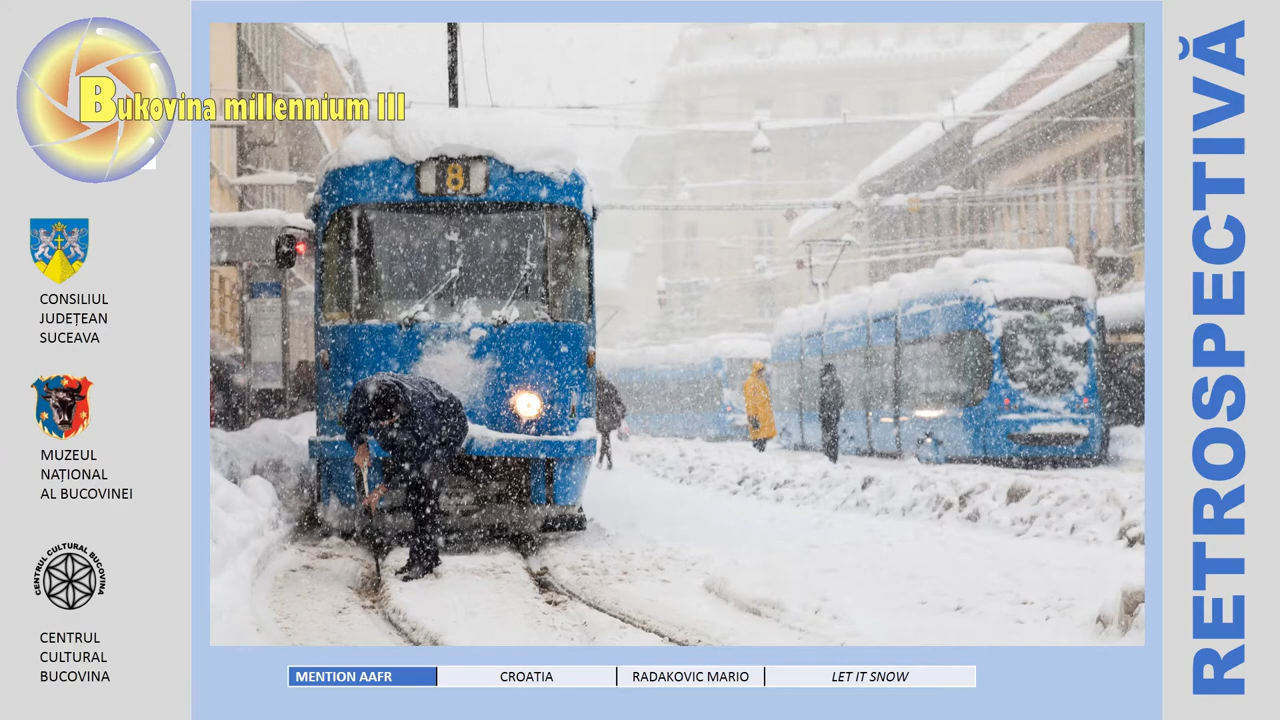 Bukovina millennium III
CONSILIUL
JUDEȚEAN
SUCEAVA
MUZEUL
NAȚIONAL
AL BUCOVINEI
CENTRUL CULTURAL BUCOVINA
CENTRUL
CULTURAL
BUCOVINA
8
MENTION AAFR
CROATIA
RADAKOVIC MARIO
LET IT SNOW
RETROSPECTIVĂ